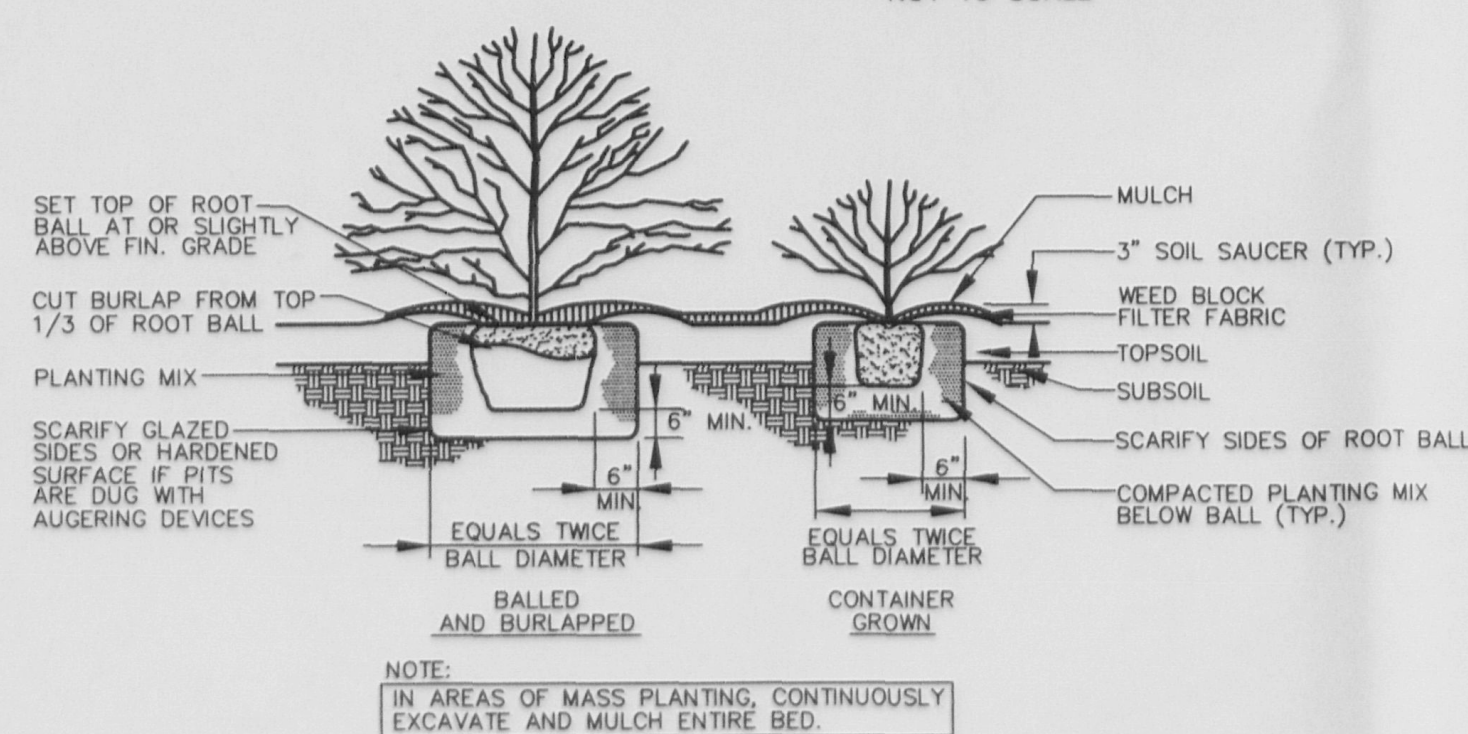 SET TOP OF ROOT
BALL AT OR SLIGHTLY
ABOVE FIN. GRADE
CUT BURLAP FROM TOP
1/3 OF ROOT BALL
PLANTING MIX
SCARIFY GLAZED
SIDES OR HARDENED
SURFACE IF PITS
ARE DUG WITH
AUGERING DEVICES
6" MIN.
6"
MIN.
EQUALS TWICE
BALL DIAMETER
BALLED
AND BURLAPPED
6" MIN.
6"
MIN.
EQUALS TWICE
BALL DIAMETER
CONTAINER
GROWN
MULCH
3" SOIL SAUCER (TYP.)
WEED BLOCK
FILTER FABRIC
TOPSOIL
SUBSOIL
SCARIFY SIDES OF ROOT BALL
COMPACTED PLANTING MIX
BELOW BALL (TYP.)
NOTE:
IN AREAS OF MASS PLANTING, CONTINUOUSLY
EXCAVATE AND MULCH ENTIRE BED.